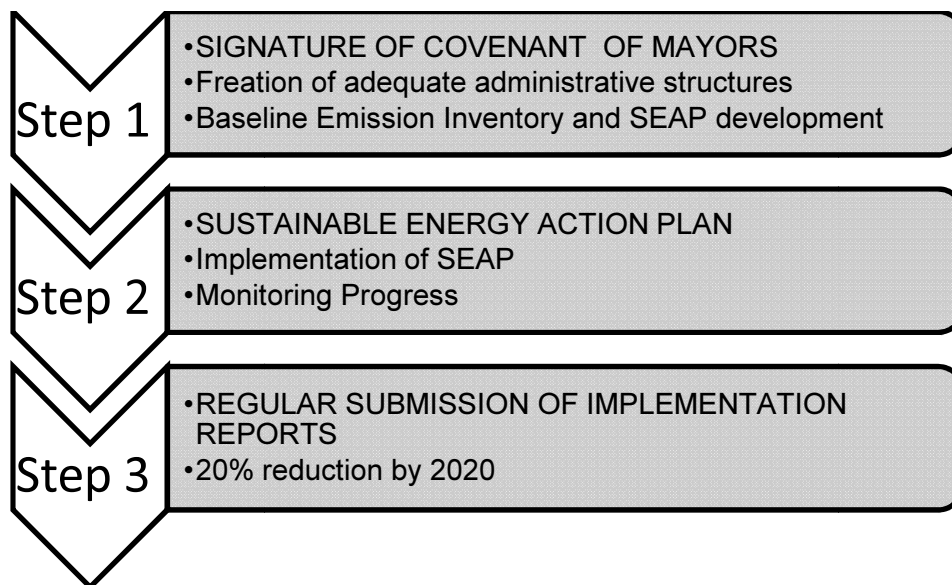 Step 1
•SIGNATURE OF COVENANT OF MAYORS
•Freation of adequate administrative structures
•Baseline Emission Inventory and SEAP development
Step 2
•SUSTAINABLE ENERGY ACTION PLAN
•Implementation of SEAP
•Monitoring Progress
Step 3
•REGULAR SUBMISSION OF IMPLEMENTATION
REPORTS
•20% reduction by 2020